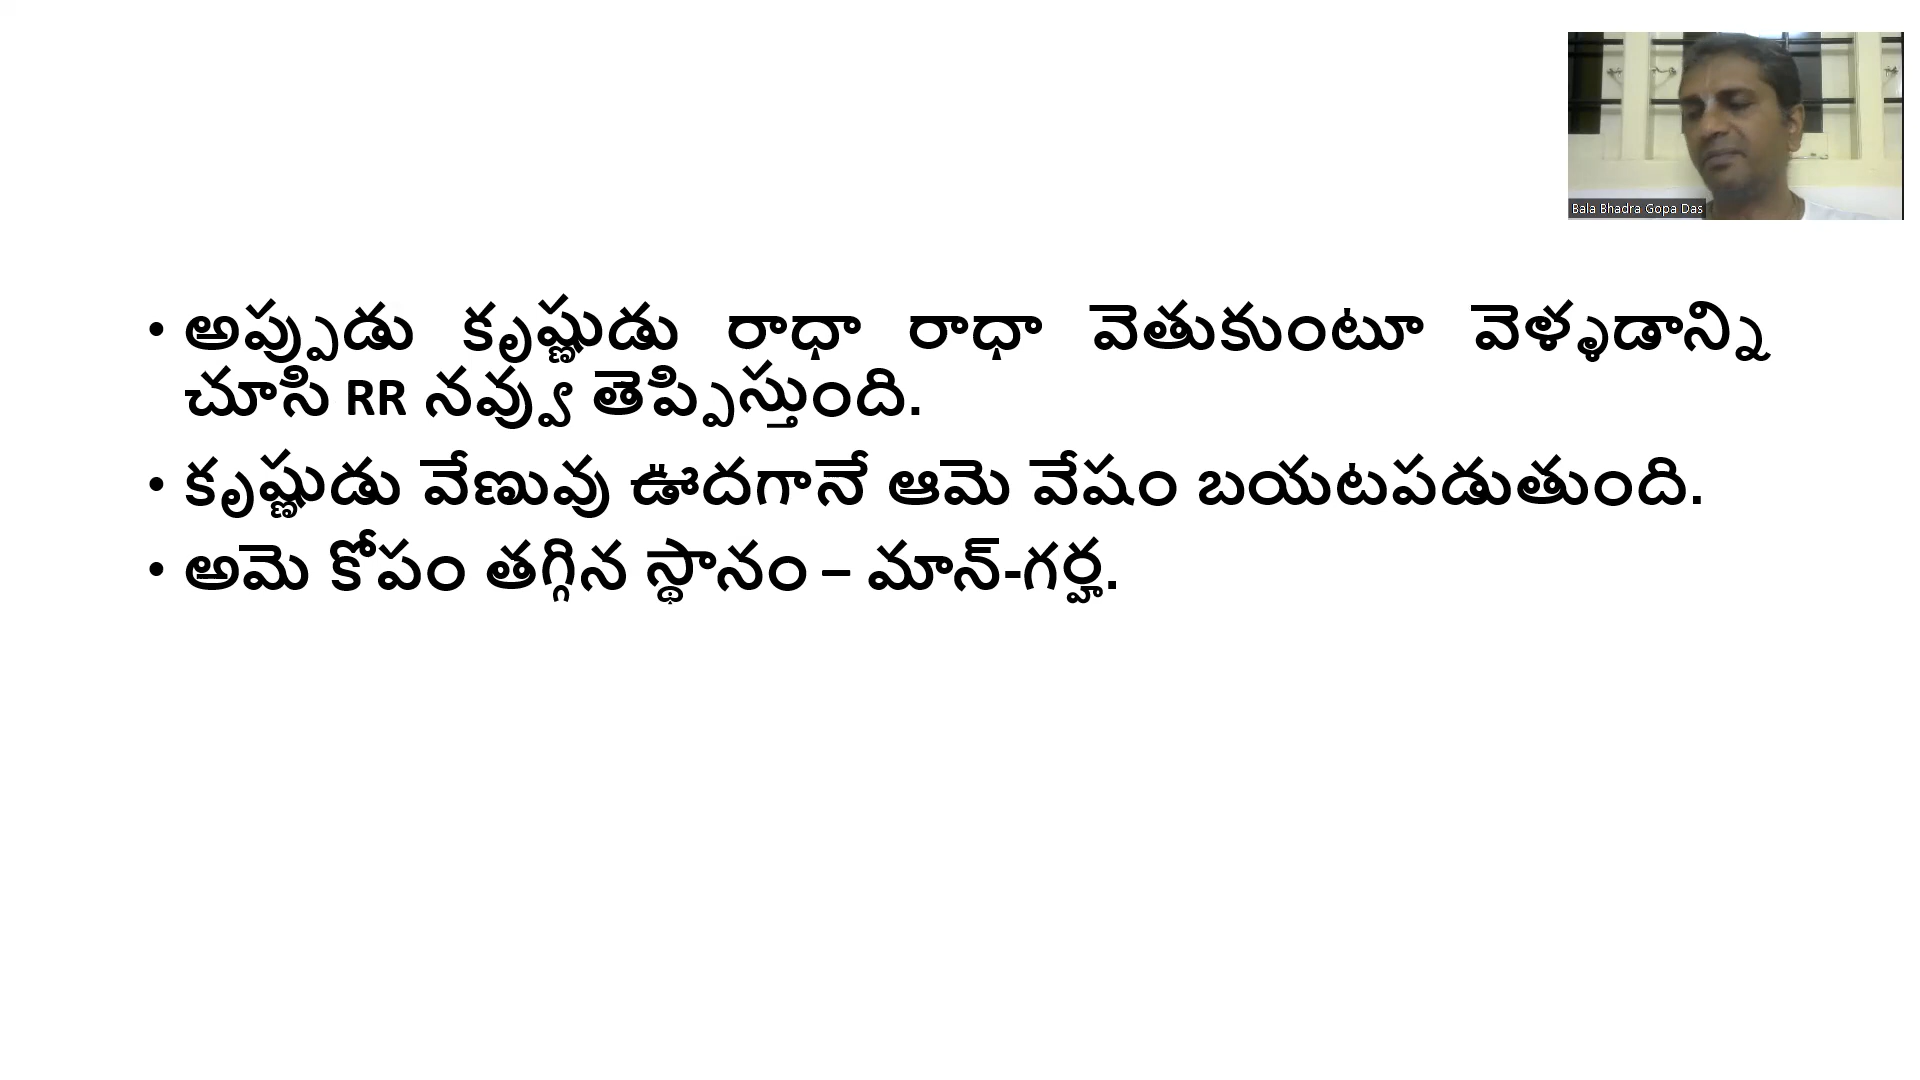 Bala Bhadra Gopa Das
• అప్పుడు కృష్ణుడు రాధా రాధా వెతుకుంటూ వెళ్ళడాన్ని
చూసి RR నవ్వు తెప్పిస్తుంది.
• కృష్ణుడు వేణువు ఊదగానే ఆమె వేషం బయటపడుతుంది.
• అమె కోపం తగ్గిన స్థానం – మాన్-గర్హ.